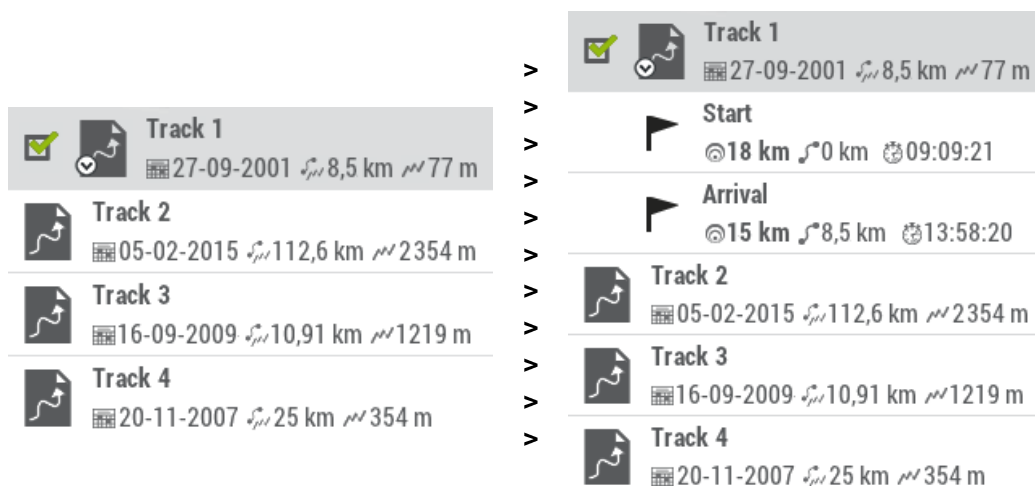 Track 1
27-09-2001 8,5 km 77 m
Track 2
05-02-2015 112,6 km 2354 m
Track 3
16-09-2009 10,91 km 1219 m
Track 4
20-11-2007 25 km 354 m
>
>
>
>
>
>
>
>
>
>
>
Track 1
27-09-2001 8,5 km 77 m
Start
18 km 0 km 09:09:21
Arrival
15 km 8,5 km 13:58:20
Track 2
05-02-2015 112,6 km 2354 m
Track 3
16-09-2009 10,91 km 1219 m
Track 4
20-11-2007 25 km 354 m